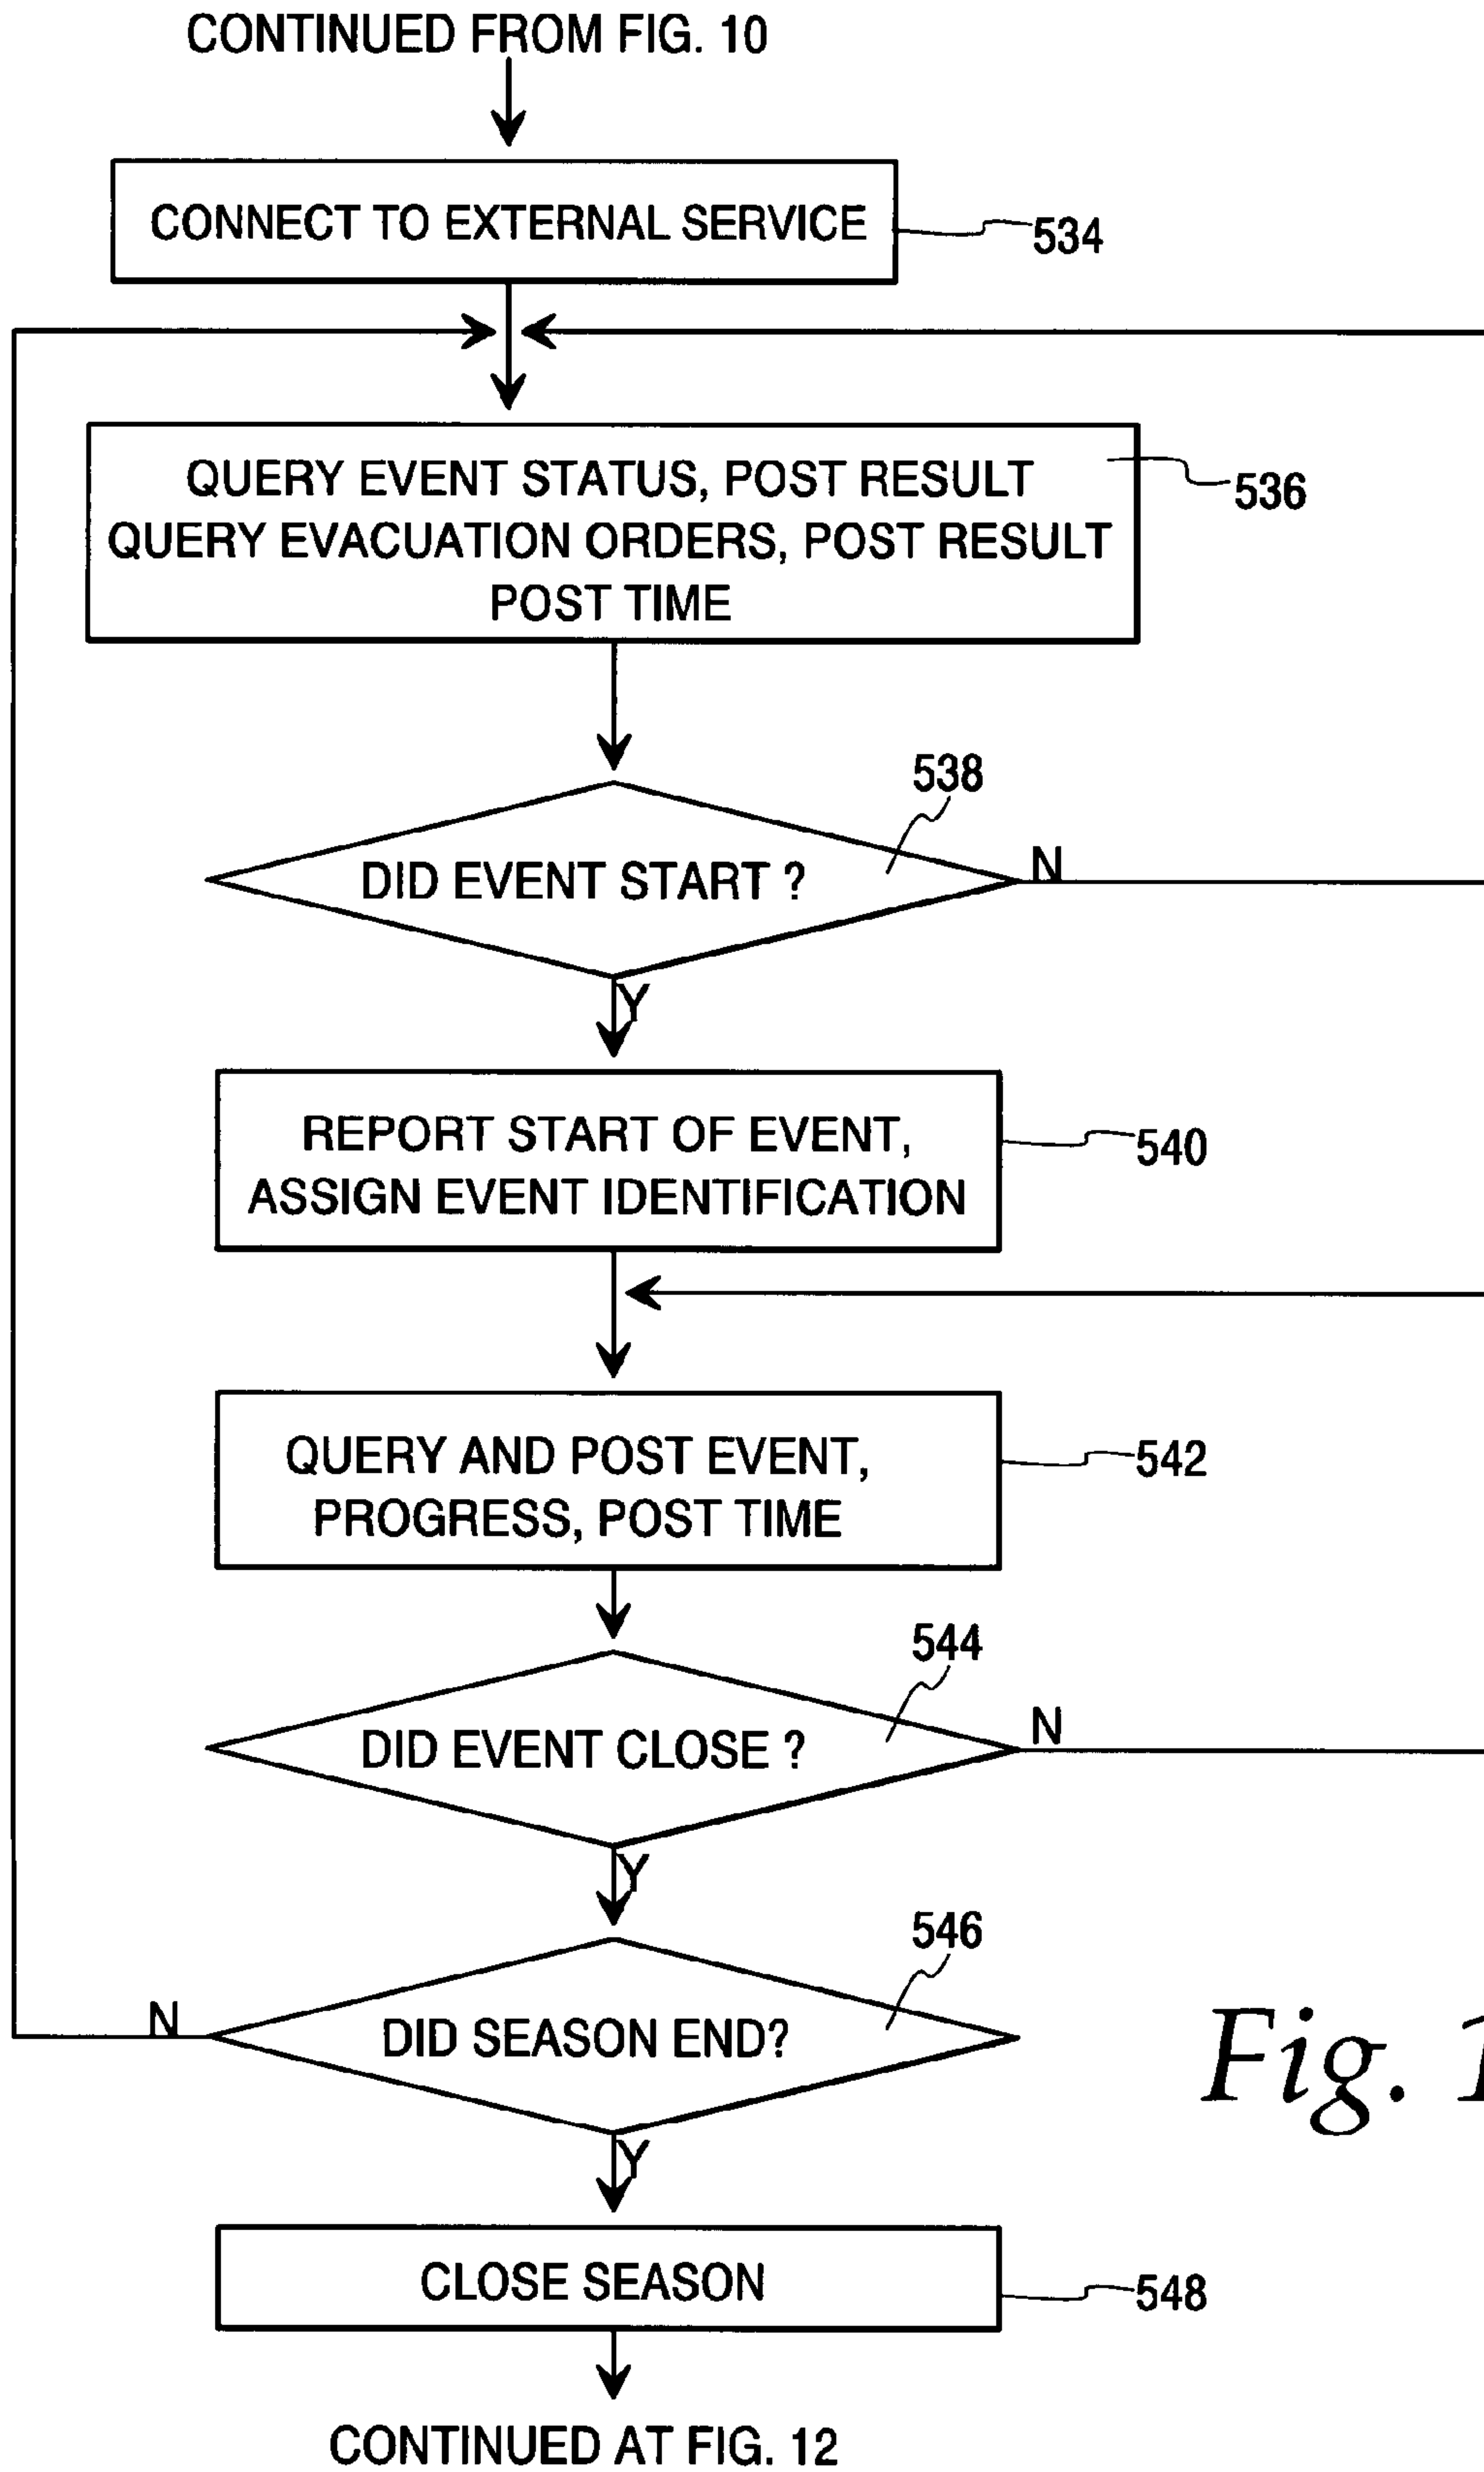 CONTINUED FROM FIG. 10
CONNECT TO EXTERNAL SERVICE
534
QUERY EVENT STATUS, POST RESULT
QUERY EVACUATION ORDERS, POST RESULT
POST TIME
536
538
DID EVENT START ?
N
Y
REPORT START OF EVENT,
ASSIGN EVENT IDENTIFICATION
540
QUERY AND POST EVENT,
PROGRESS, POST TIME
542
544
DID EVENT CLOSE ?
N
Y
546
DID SEASON END?
N
Fig.
Y
CLOSE SEASON
548
CONTINUED AT FIG. 12